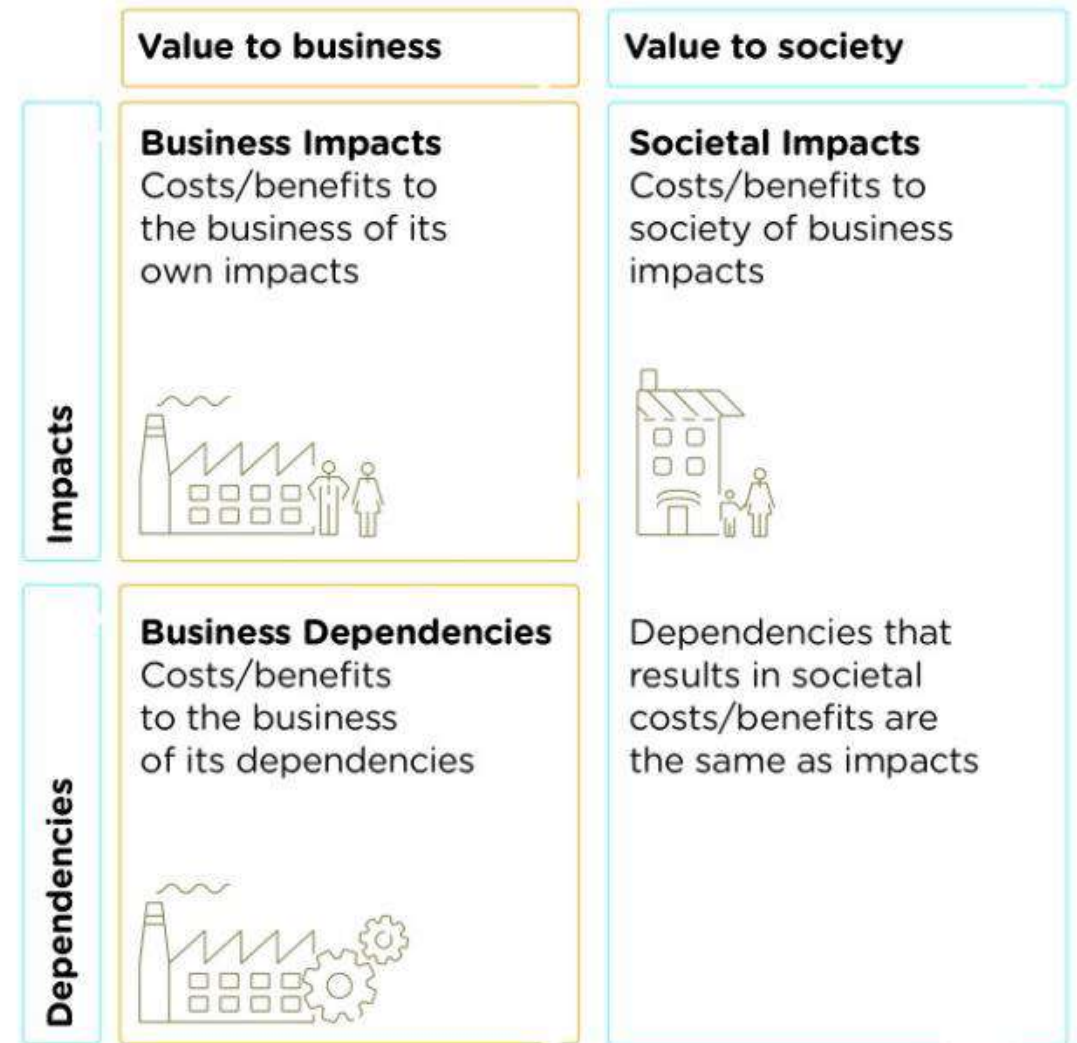 Value to business
Value to society
Impacts
Business Impacts
Costs/benefits to
the business of its
own impacts
Societal Impacts
Costs/benefits to
society of business
impacts
Dependencies
Business Dependencies
Costs/benefits
to the business
of its dependencies
Dependencies that
results in societal
costs/benefits are
the same as impacts